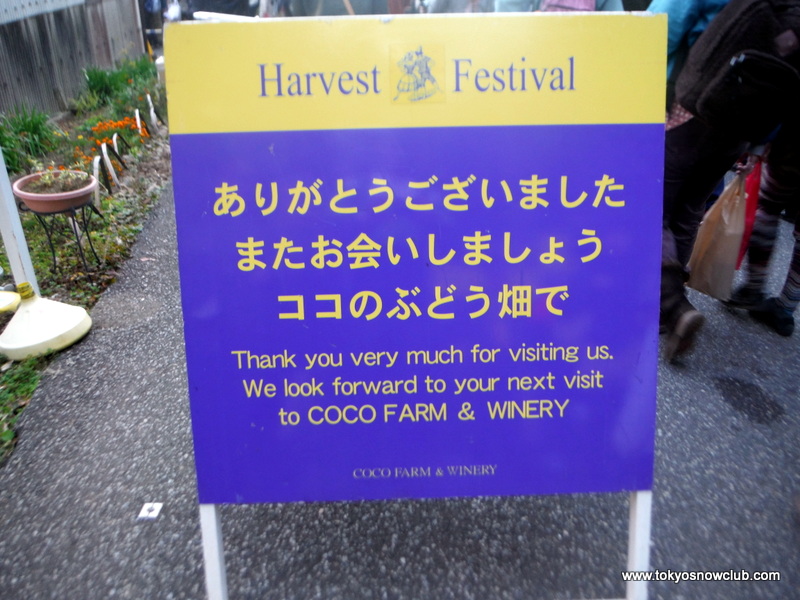 Harvest Festival
ありがとうございました
またお会いしましょう
ココのぶどう畑で
Thank you very much for visiting us.
We look forward to your next visit
to COCO FARM & WINERY
COCO FARM & WINERY
www.tokyosnowclub.com